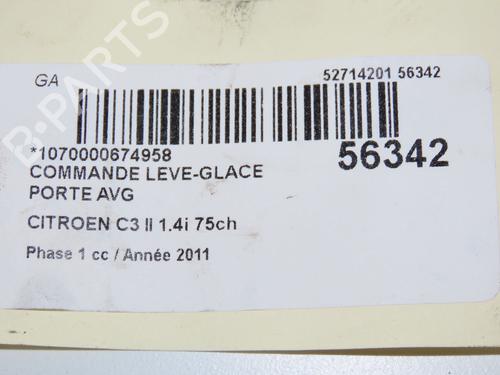 GA
52714201 56342
*1070000674958
56342
COMMANDE LEVE-GLACE
PORTE AVG
CITROEN C3 II 1.4i 75ch
Phase 1 cc / Année 2011
B-PARTS